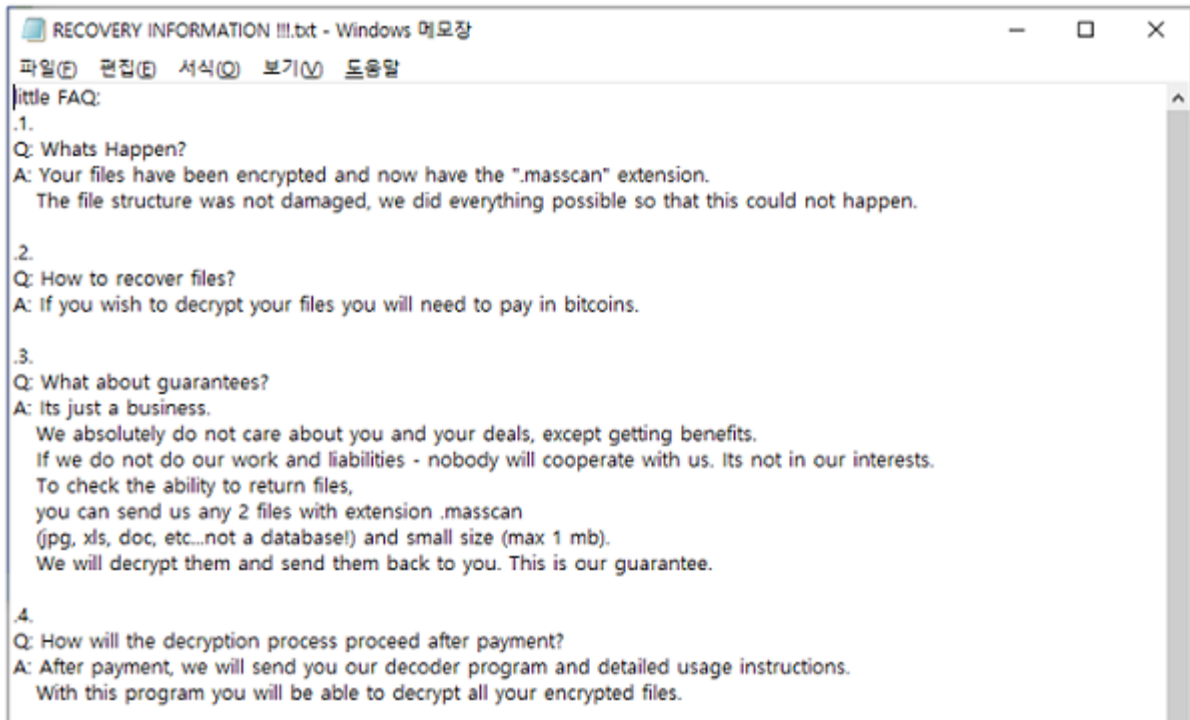 RECOVERY INFORMATION !!!.txt - Windows 메모장
파일(F) 편집(E) 서식(O) 보기(V) 도움말
little FAQ:
.1.
Q: Whats Happen?
A: Your files have been encrypted and now have the ".masscan" extension.
The file structure was not damaged, we did everything possible so that this could not happen.
.2.
Q: How to recover files?
A: If you wish to decrypt your files you will need to pay in bitcoins.
.3.
Q: What about guarantees?
A: Its just a business.
We absolutely do not care about you and your deals, except getting benefits.
If we do not do our work and liabilities - nobody will cooperate with us. Its not in our interests.
To check the ability to return files,
you can send us any 2 files with extension .masscan
(jpg, xls, doc, etc...not a database!) and small size (max 1 mb).
We will decrypt them and send them back to you. This is our guarantee.
.4.
Q: How will the decryption process proceed after payment?
A: After payment, we will send you our decoder program and detailed usage instructions.
With this program you will be able to decrypt all your encrypted files.